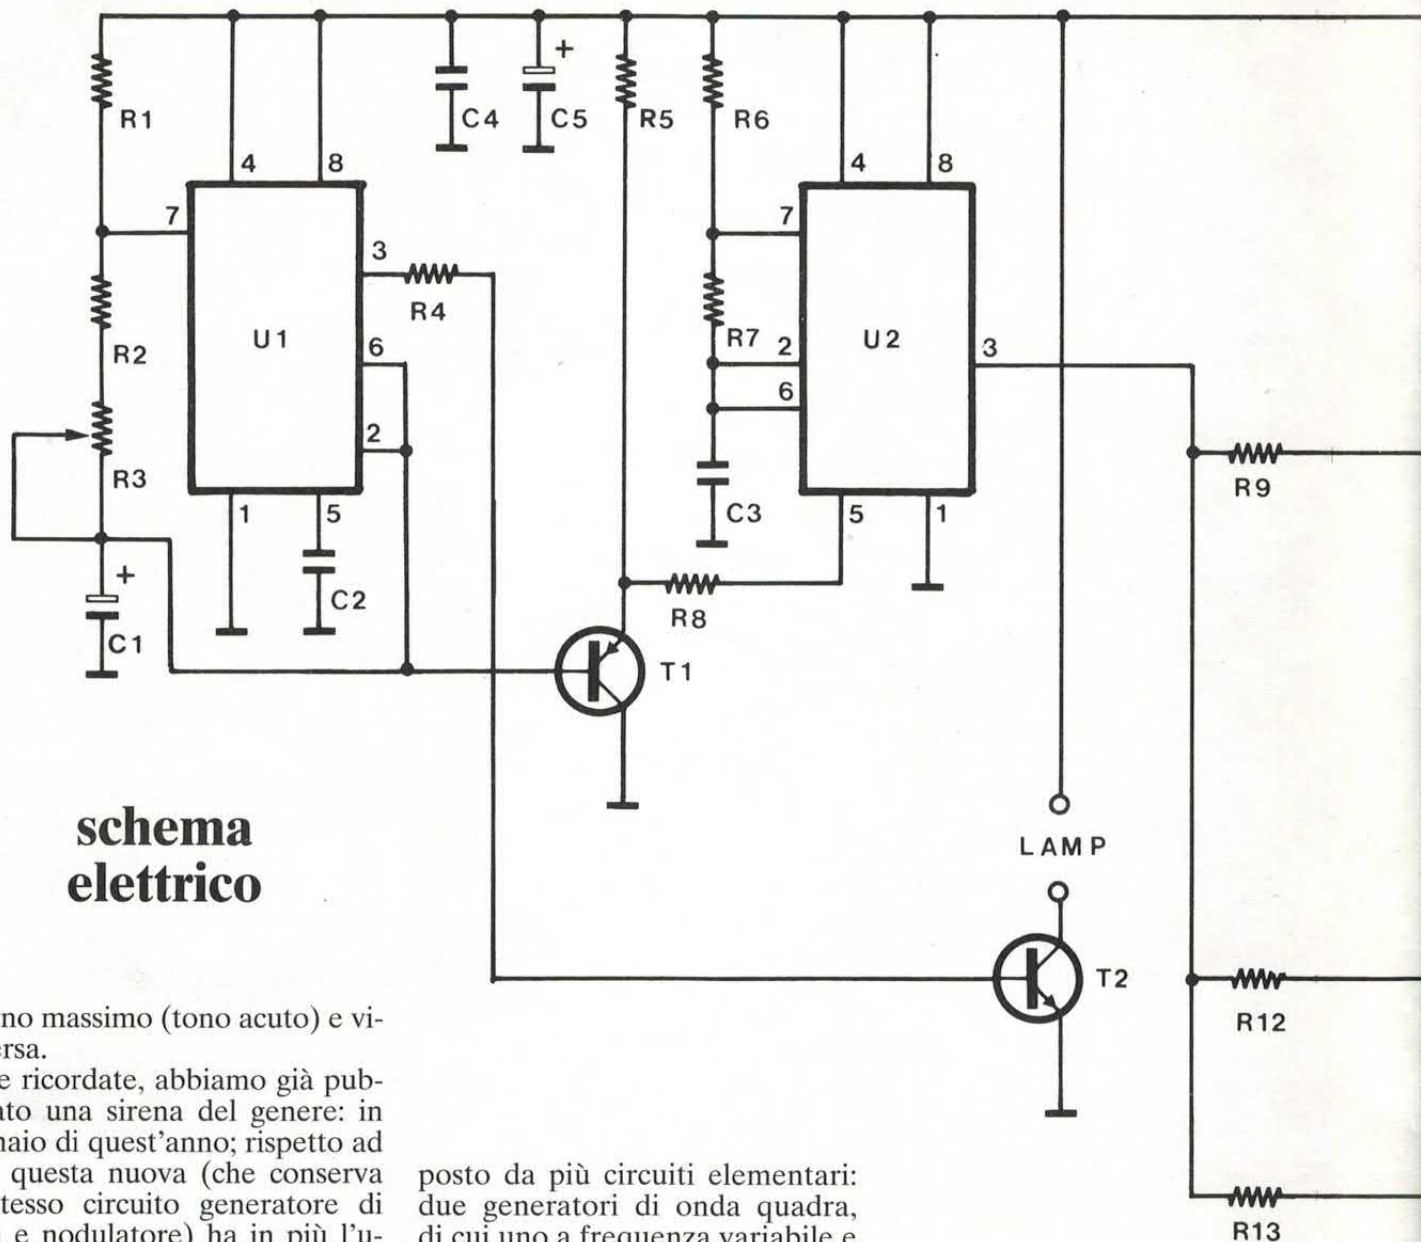 +
R1
C4
C5
R5
R6
4
8
4
8
7
7
3
R4
R2
U1
6
R7
2
U2
3
6
2
R3
R9
1
5
C3
5
1
+
C2
C1
R8
T1
schema
elettrico
LAMP
T2
R12
R13
no massimo (tono acuto) e vi-
ersa.
e ricordate, abbiamo già pub-
ato una sirena del genere: in
naio di quest'anno; rispetto ad
questa nuova (che conserva
tesso circuito generatore di
e nodulatore) ha in più l'u-
posto da più circuiti elementari:
due generatori di onda quadra,
di cui uno a frequenza variabile e